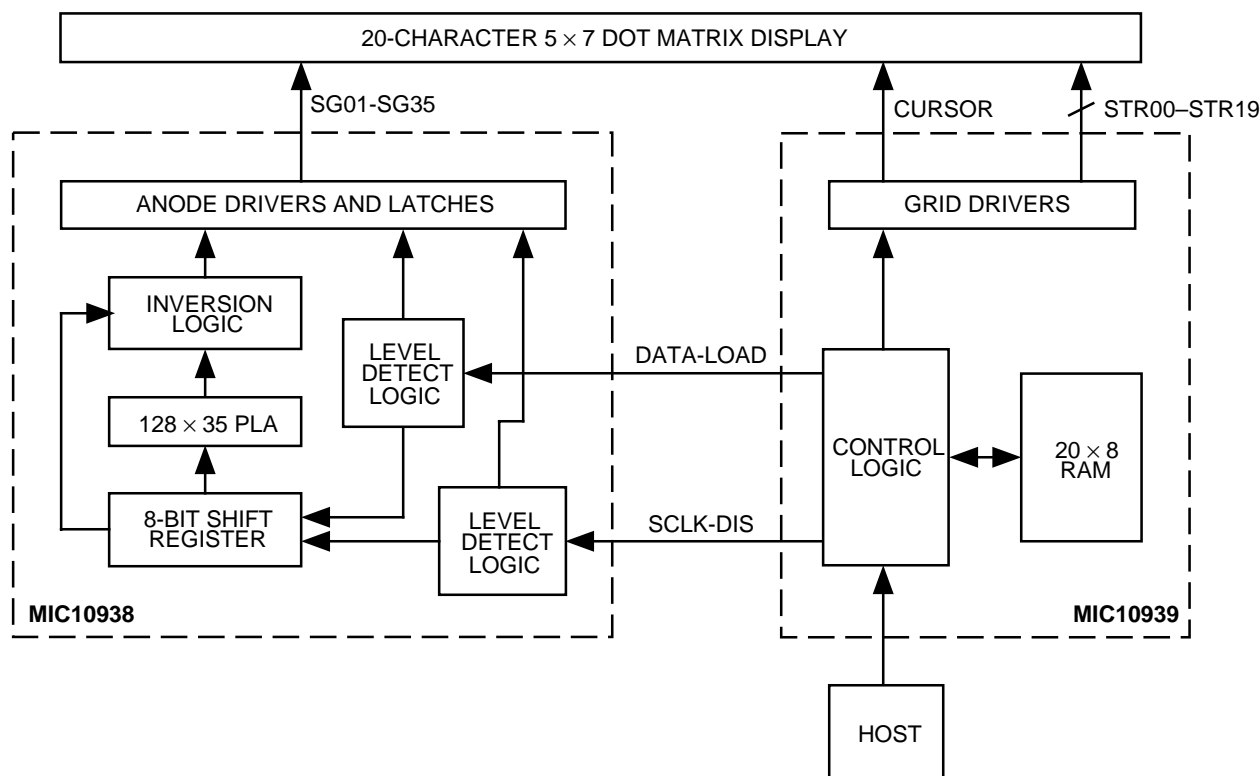 20-CHARACTER 5 × 7 DOT MATRIX DISPLAY
SG01-SG35
CURSOR
STR00–STR19
ANODE DRIVERS AND LATCHES
GRID DRIVERS
INVERSION
LOGIC
LEVEL
DETECT
LOGIC
DATA-LOAD
128 × 35 PLA
CONTROL
LOGIC
20 × 8
RAM
8-BIT SHIFT
REGISTER
LEVEL
DETECT
LOGIC
SCLK-DIS
MIC10938
MIC10939
HOST